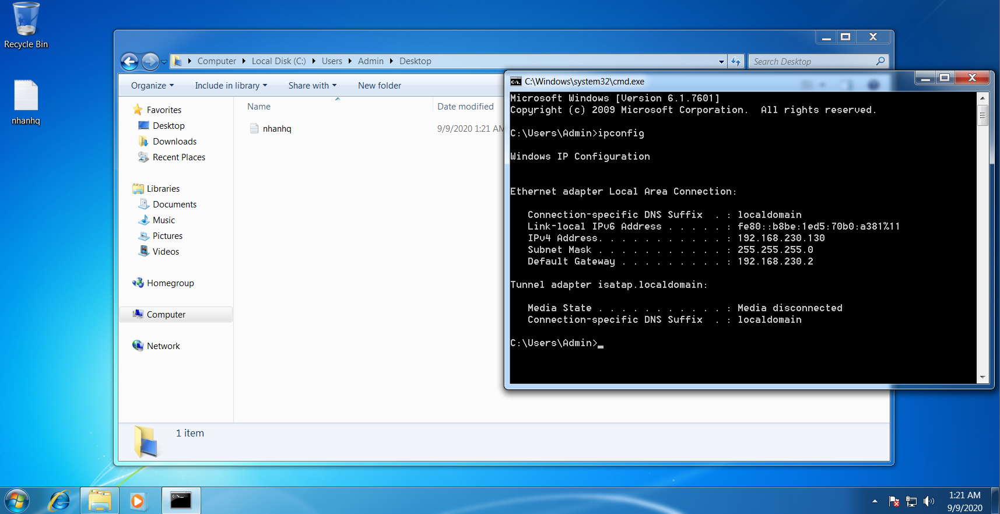 Recycle Bin
nhanhq
Computer Local Disk (C:) Users Admin Desktop
Search Desktop
Organize Include in library Share with New folder
Favorites
Desktop
Downloads
Recent Places
Libraries
Documents
Music
Pictures
Videos
Homegroup
Computer
Network
Name Date modified
nhanhq 9/9/2020 1:21 AM
1 item
C:\Windows\system32\cmd.exe
Microsoft Windows [Version 6.1.7601]
Copyright (c) 2009 Microsoft Corporation.  All rights reserved.
C:\Users\Admin>ipconfig
Windows IP Configuration
Ethernet adapter Local Area Connection:
Connection-specific DNS Suffix  . : localdomain
Link-local IPv6 Address . . . . . : fe80::b8be:1ed5:70b0:a381%11
IPv4 Address. . . . . . . . . . . : 192.168.230.130
Subnet Mask . . . . . . . . . . . : 255.255.255.0
Default Gateway . . . . . . . . . : 192.168.230.2
Tunnel adapter isatap.localdomain:
Media State . . . . . . . . . . . : Media disconnected
Connection-specific DNS Suffix  . : localdomain
C:\Users\Admin>_
1:21 AM
9/9/2020